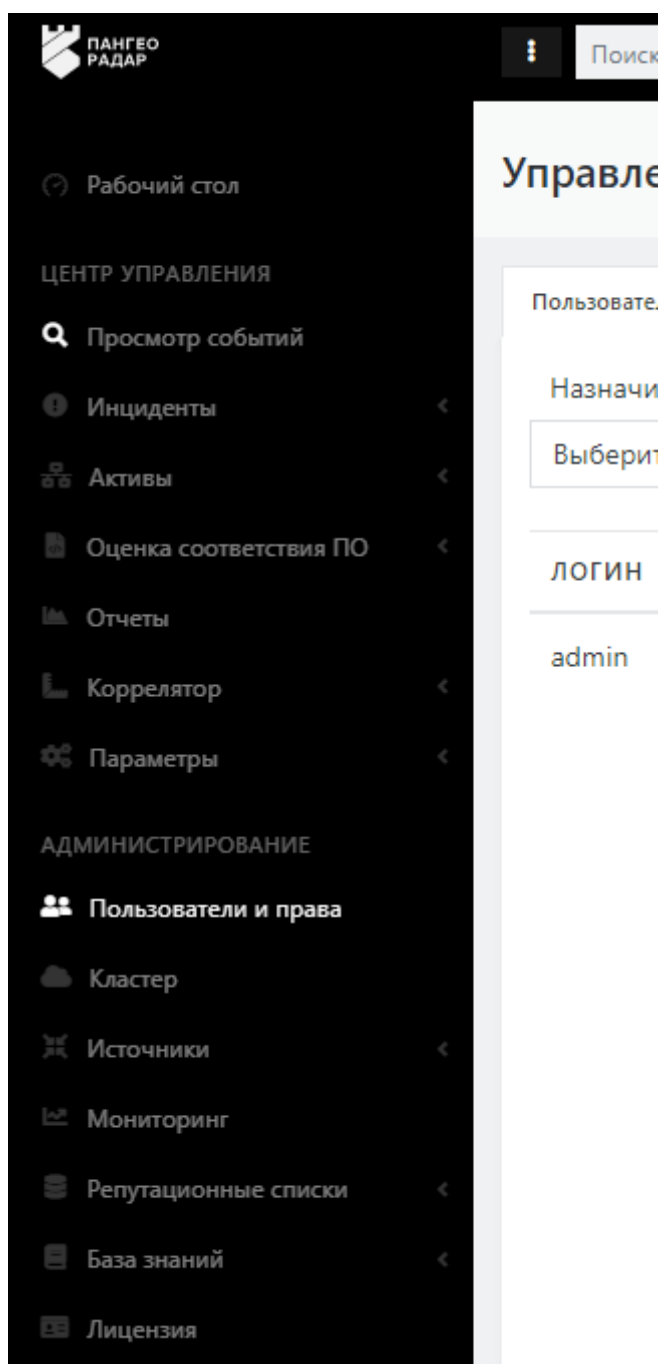 ПАНГЕО
РАДАР
Рабочий стол
ЦЕНТР УПРАВЛЕНИЯ
Просмотр событий
Инциденты
Активы
Оценка соответствия ПО
Отчеты
Коррелятор
Параметры
АДМИНИСТРИРОВАНИЕ
Пользователи и права
Кластер
Источники
Мониторинг
Репутационные списки
База знаний
Лицензия
Поиск
Управле
Пользовате
Назначи
Выберит
ЛОГИН
admin